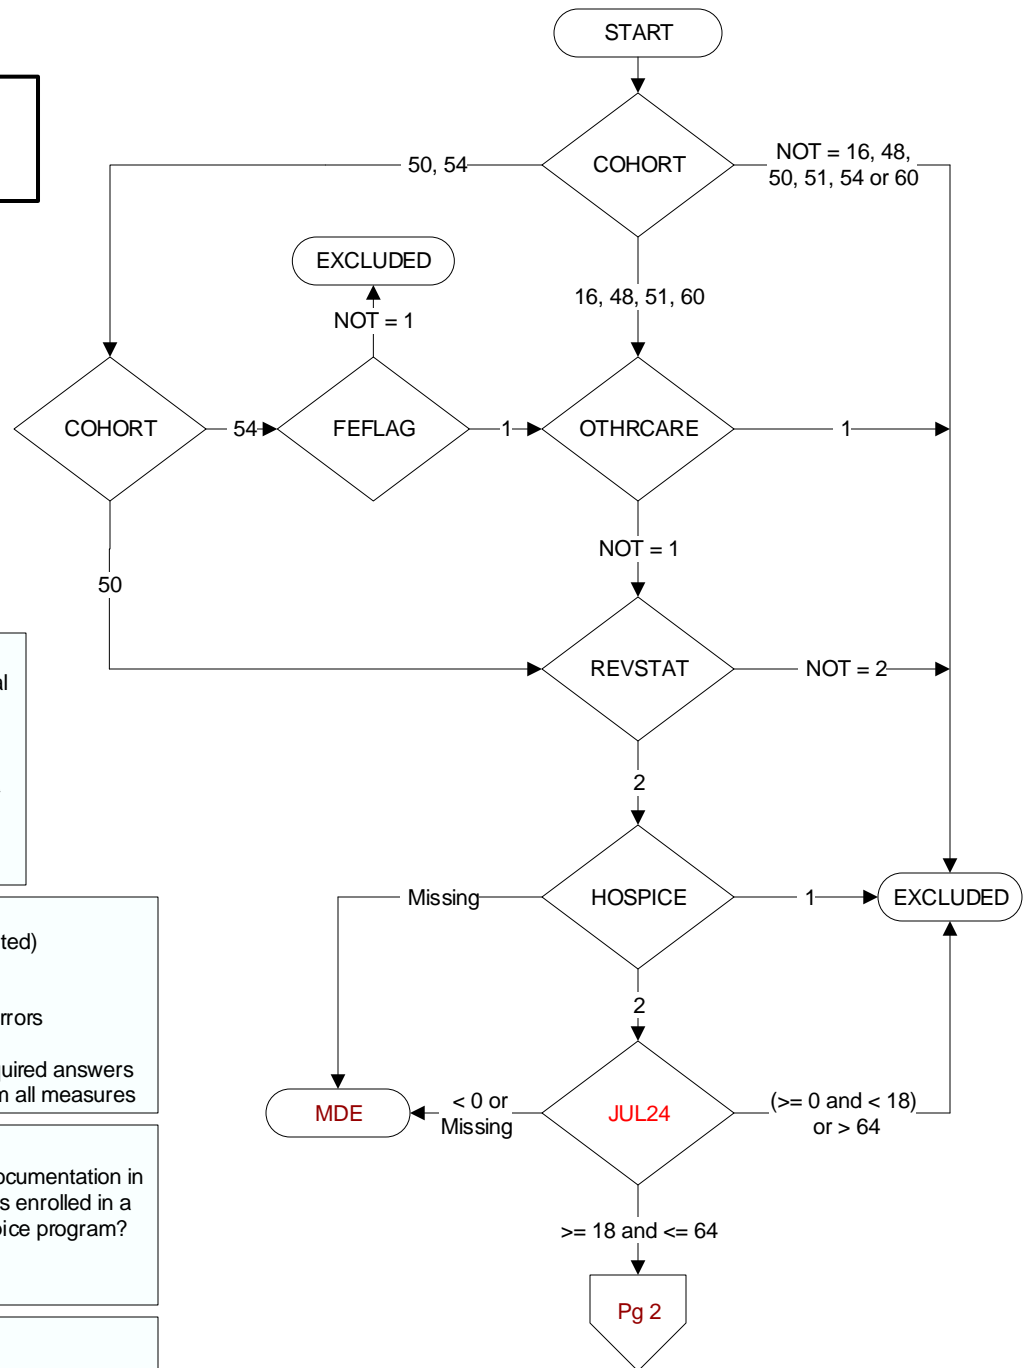 START
COHORT
50, 54
NOT = 16, 48,
50, 51, 54 or 60
EXCLUDED
16, 48, 51, 60
NOT = 1
COHORT
54
FEFLAG
1
OTHRCARE
1
NOT = 1
50
REVSTAT
NOT = 2
al
2
Missing
HOSPICE
1
EXCLUDED
ted)
2
rrors
quired answers
m all measures
MDE
< 0 or
Missing
JUL24
(>= 0 and < 18)
or > 64
ocumentation in
s enrolled in a
pice program?
>= 18 and <= 64
Pg 2